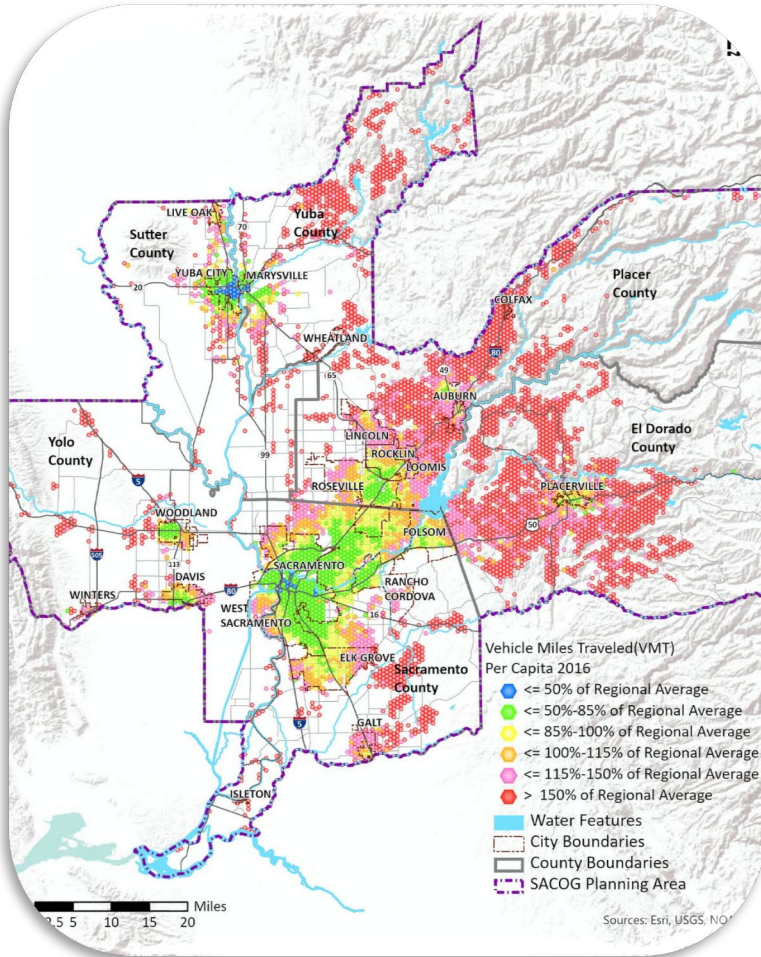 LIVE OAK
Yuba
County
70
Sutter
County
YUBA CITY
MARYSVILLE
20
Placer
County
COLFAX
WHEATLAND
80
49
65
AUBURN
LINCOLN
El Dorado
County
Yolo
County
99
ROCKLIN
LOOMIS
5
ROSEVILLE
PLACERVILLE
WOODLAND
50
FOLSOM
505
113
SACRAMENTO
DAVIS
RANCHO
CORDOVA
80
WINTERS
WEST
SACRAMENTO
16
ELK GROVE
Sacramento
County
5
GALT
ISLETON
Vehicle Miles Traveled(VMT)
Per Capita 2016
<= 50% of Regional Average
<= 50%-85% of Regional Average
<= 85%-100% of Regional Average
<= 100%-115% of Regional Average
<= 115%-150% of Regional Average
> 150% of Regional Average
Water Features
City Boundaries
County Boundaries
SACOG Planning Area
Miles
2.5 5 10 15 20
Sources: Esri, USGS,